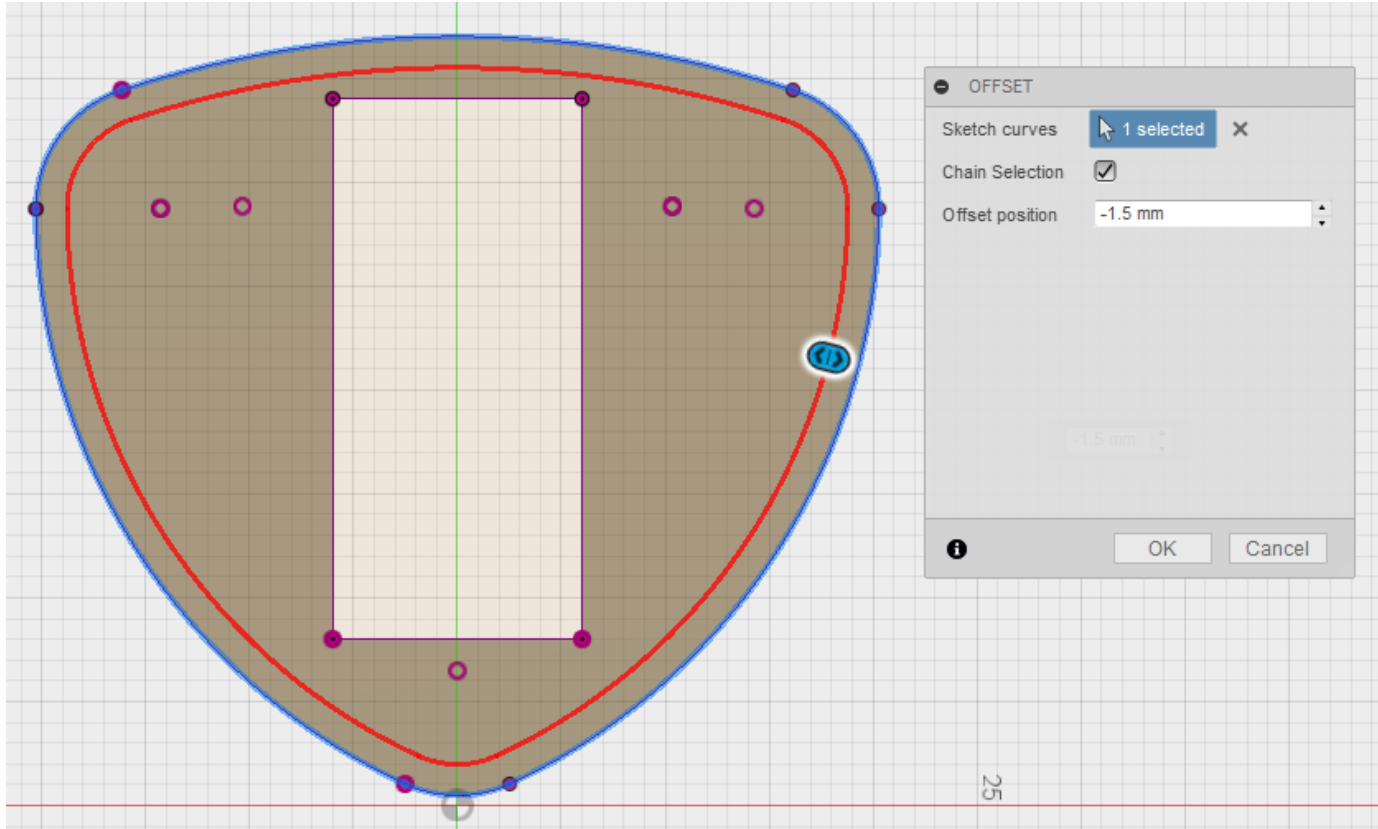 OFFSET
Sketch curves 1 selected
Chain Selection
Offset position -1.5 mm
-1.5 mm
OK Cancel
25